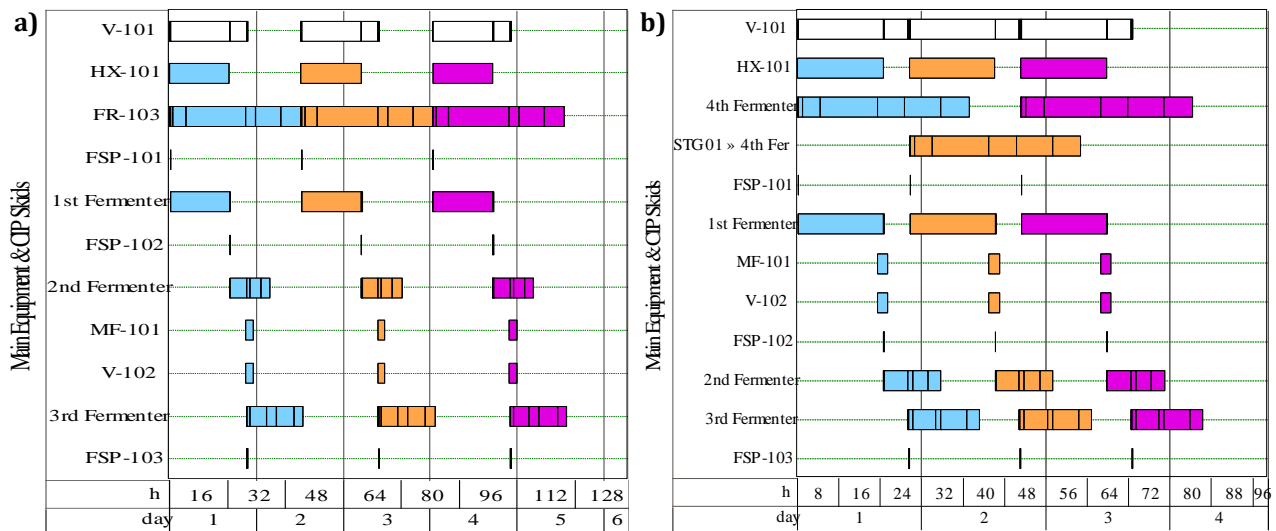 a)
Main Equipment & CIP Skids
V-101
HX-101
FR-103
FSP-101
1st Fermenter
FSP-102
2nd Fermenter
MF-101
V-102
3rd Fermenter
FSP-103
h 16 32 48 64 80 96 112 128
day 1 2 3 4 5 6
b)
Main Equipment & CIP Skids
V-101
HX-101
4th Fermenter
STG01 » 4th Fer
FSP-101
1st Fermenter
MF-101
V-102
FSP-102
2nd Fermenter
3rd Fermenter
FSP-103
h 8 16 24 32 40 48 56 64 72 80 88 96
day 1 2 3 4